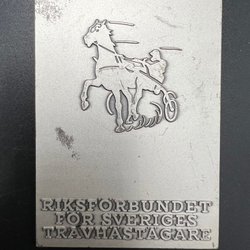 RIKSFÖRBUNDET
FÖR SVERIGES
TRAVHÄSTÄGARE